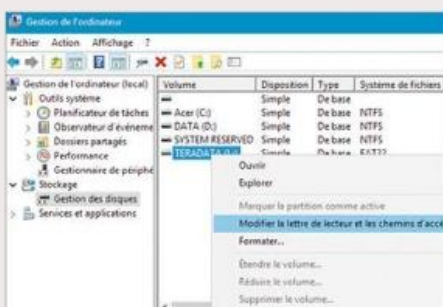 Gestion de l'ordinateur
Fichier Action Affichage ?
Gestion de l'ordinateur (local)
Outils système
Planificateur de tâches
Observateur d'événeme
Dossiers partagés
Performance
Gestionnaire de périphé
Stockage
Gestion des disques
Services et applications
Volume Disposition Type Système de fichiers
Simple De base
Acer (C:) Simple De base NTFS
DATA (D:) Simple De base NTFS
SYSTEM RESERVED Simple De base NTFS
TERADATA Simple De base FAT32
Ouvrir
Explorer
Marquer la partition comme active
Modifier la lettre de lecteur et les chemins d'accè
Formater...
Étendre le volume...
Réduire le volume...
Supprimer le volume...